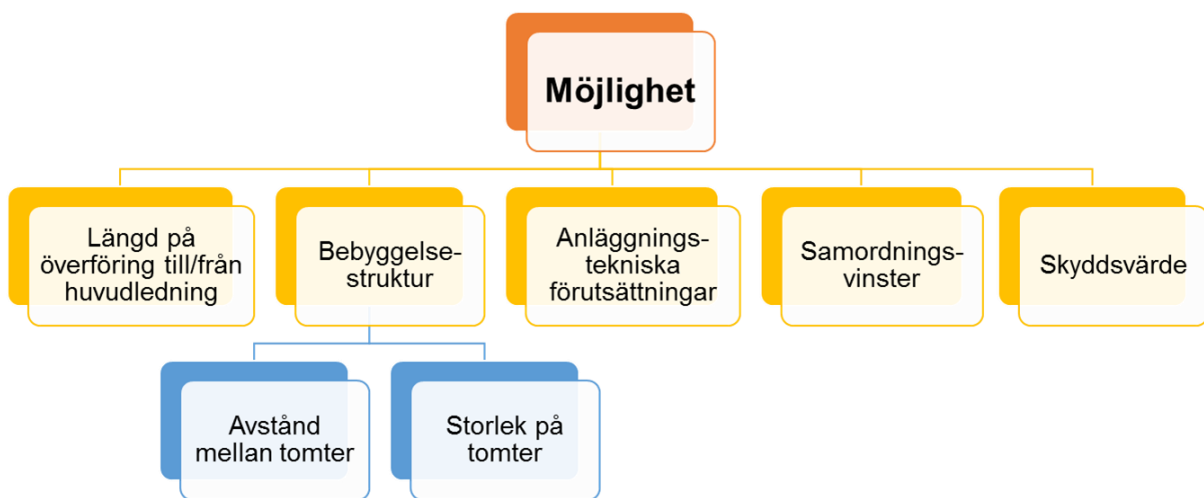 Möjlighet
Längd på
överföring till/från
huvudledning
Bebyggelse-
struktur
Anläggnings-
tekniska
förutsättningar
Samordnings-
vinster
Skyddsvärde
Avstånd
mellan tomter
Storlek på
tomter